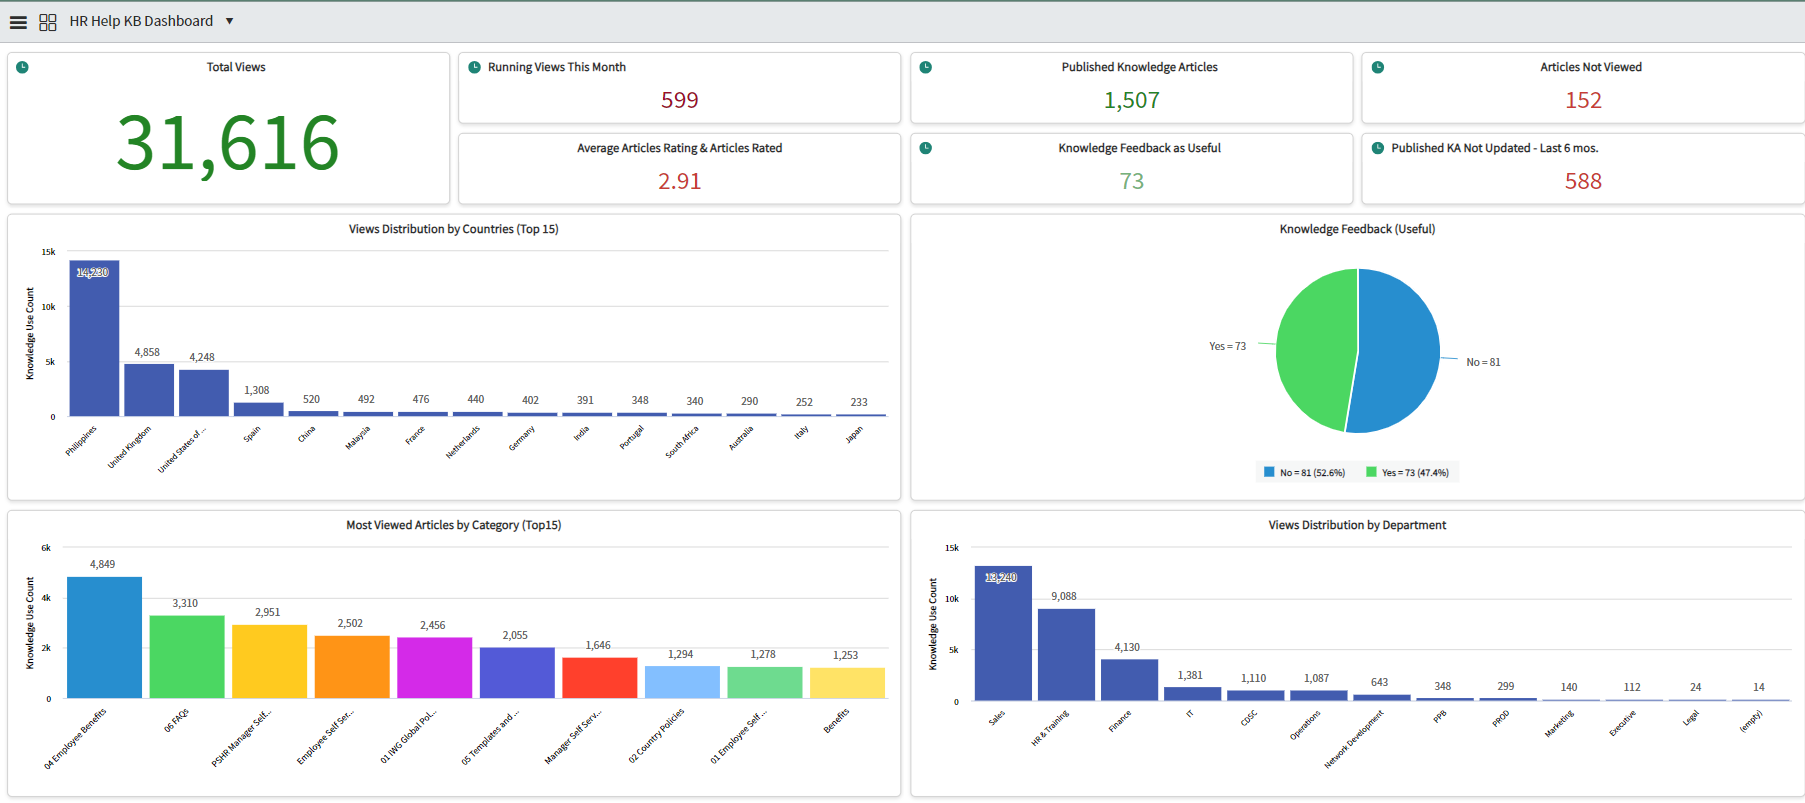 HR Help KB Dashboard
Total Views
31,616
Running Views This Month
599
Published Knowledge Articles
1,507
Articles Not Viewed
152
Average Articles Rating & Articles Rated
2.91
Knowledge Feedback as Useful
73
Published KA Not Updated - Last 6 mos.
588
Views Distribution by Countries (Top 15)
Knowledge Use Count
15k
10k
5k
0
14,230
4,858
4,248
1,308
520
492
476
440
402
391
348
340
290
252
233
Philippines
United Kingdom
United States of ...
Spain
China
Malaysia
France
Netherlands
Germany
India
Portugal
South Africa
Australia
Italy
Japan
Knowledge Feedback (Useful)
Yes = 73
No = 81
No = 81 (52.6%)
Yes = 73 (47.4%)
Most Viewed Articles by Category (Top15)
Knowledge Use Count
6k
4k
2k
0
4,849
3,310
2,951
2,502
2,456
2,055
1,646
1,294
1,278
1,253
04 Employee Benefits
06 FAQs
PSHR Manager Self...
Employee Self Ser...
01 IWG Global Pol...
05 Templates and ...
Manager Self Serv...
02 Country Policies
01 Employee Self ...
Benefits
Views Distribution by Department
Knowledge Use Count
15k
10k
5k
0
13,240
9,088
4,130
1,381
1,110
1,087
643
348
299
140
112
24
14
Sales
HR & Training
Finance
IT
CDSC
Operations
Network Development
PPB
PROD
Marketing
Executive
Legal
(empty)